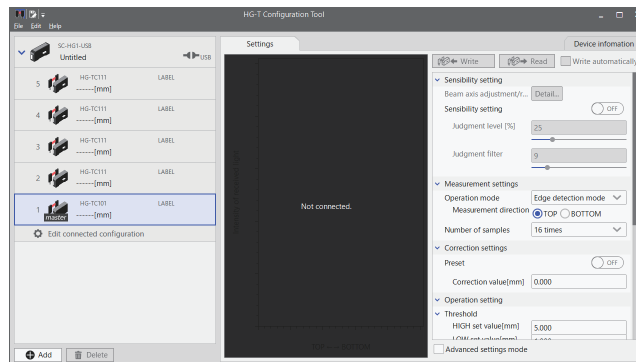 HG-T Configuration Tool
File Edit Help
SC-HG1-USB
Untitled
USB
5 HG-TC111 LABEL
------[mm]
4 HG-TC111 LABEL
------[mm]
3 HG-TC111 LABEL
------[mm]
2 HG-TC111 LABEL
------[mm]
1 HG-TC101 LABEL
------[mm]
master
Edit connected configuration
Add Delete
Settings Device infomation
Not connected.
TOP ---- BOTTOM
Write Read Write automatically
Sensibility setting
Beam axis adjustment/r... Detail...
Sensibility setting OFF
Judgment level [%] 25
Judgment filter 9
Measurement settings
Operation mode Edge detection mode
Measurement direction TOP BOTTOM
Number of samples 16 times
Correction settings
Preset OFF
Correction value[mm] 0.000
Operation setting
Threshold
HIGH set value[mm] 5.000
LOW set value[mm]
Advanced settings mode